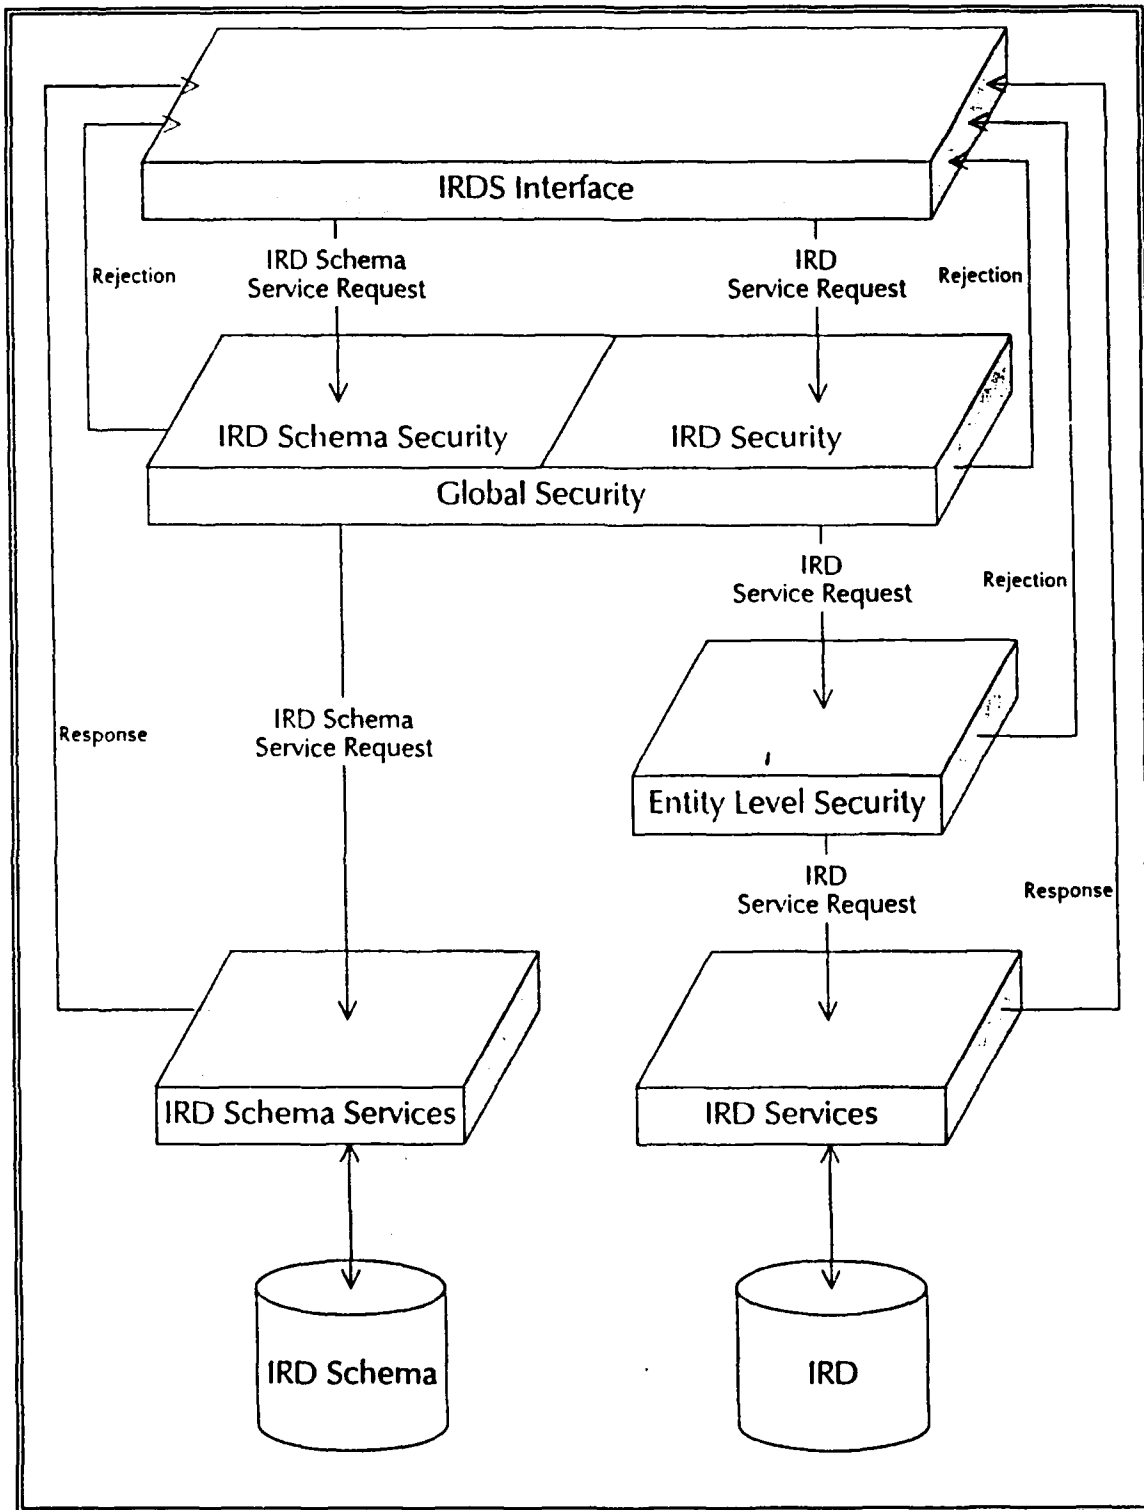 IRDS Interface
Rejection
IRD Schema
Service Request
IRD
Service Request
Rejection
IRD Schema Security
IRD Security
Global Security
IRD
Service Request
Rejection
Response
IRD Schema
Service Request
Entity Level Security
IRD
Service Request
Response
IRD Schema Services
IRD Services
IRD Schema
IRD